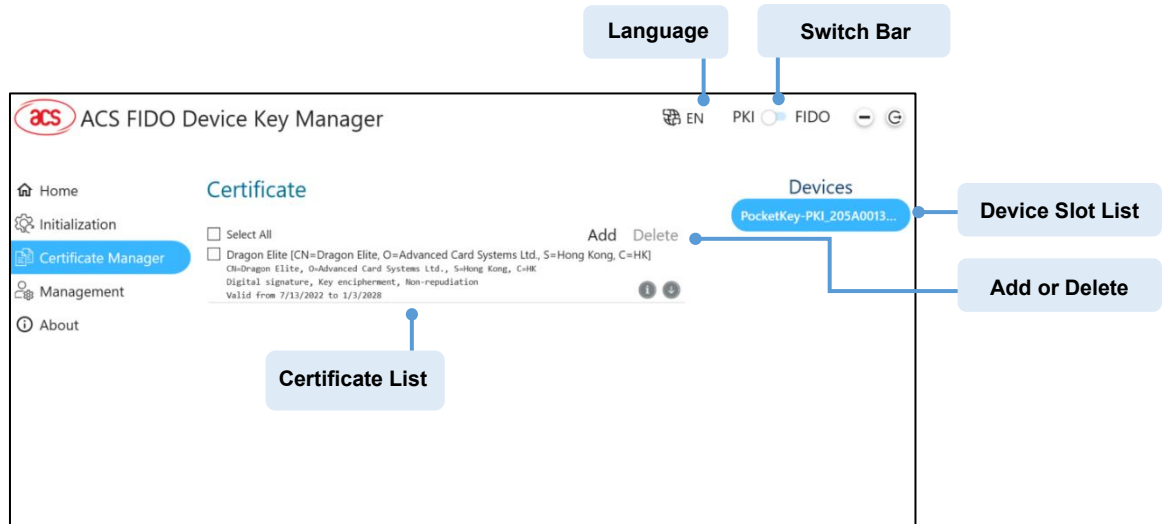 Language
Switch Bar
acs
ACS FIDO Device Key Manager
EN
PKI
FIDO
Home
Initialization
Certificate Manager
Management
About
Certificate
Select All
Add
Delete
Dragon Elite [CN=Dragon Elite, O=Advanced Card Systems Ltd., S=Hong Kong, C=HK]
CN=Dragon Elite, O=Advanced Card Systems Ltd., S=Hong Kong, C=HK
Digital signature, Key encipherment, Non-repudiation
Valid from 7/13/2022 to 1/3/2028
Devices
PocketKey-PKI_205A0013...
Device Slot List
Add or Delete
Certificate List